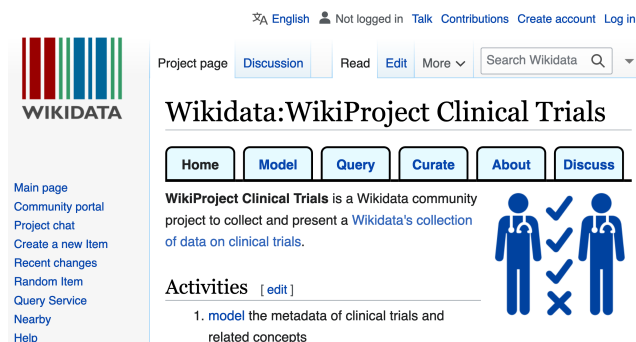 English Not logged in Talk Contributions Create account Log in
Project page Discussion Read Edit More Search Wikidata
WIKIDATA
Wikidata:WikiProject Clinical Trials
Home Model Query Curate About Discuss
Main page
Community portal
Project chat
Create a new Item
Recent changes
Random Item
Query Service
Nearby
Help
WikiProject Clinical Trials is a Wikidata community
project to collect and present a Wikidata's collection
of data on clinical trials.
Activities [ edit ]
1. model the metadata of clinical trials and
related concepts